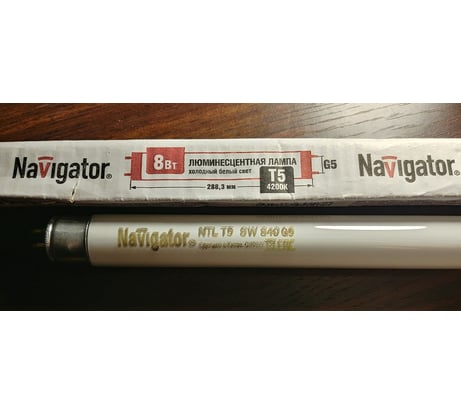 Navigator®
8Вт
ЛЮМИНЕСЦЕНТНАЯ ЛАМПА
холодный белый свет
T5
4200K
288,3 мм
G5
Navigator®
Navigator® NTL T5 8W 840 G5